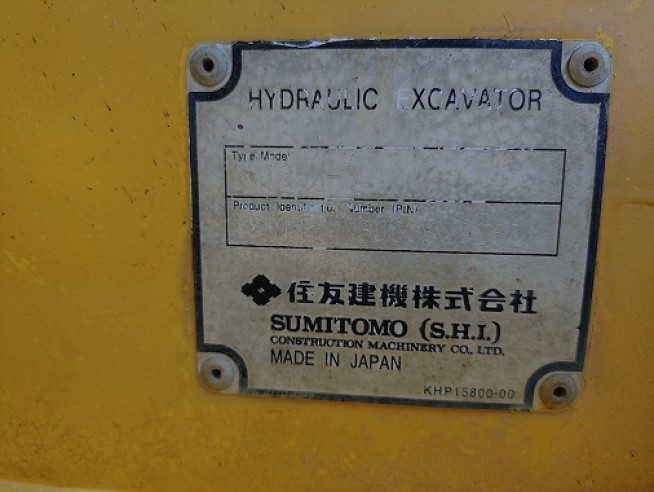 HYDRAULIC EXCAVATOR
Type Model
Product Identification Number (PIN)
住友建機株式会社
SUMITOMO (S.H.I.)
CONSTRUCTION MACHINERY CO., LTD.
MADE IN JAPAN
KHP15800-00